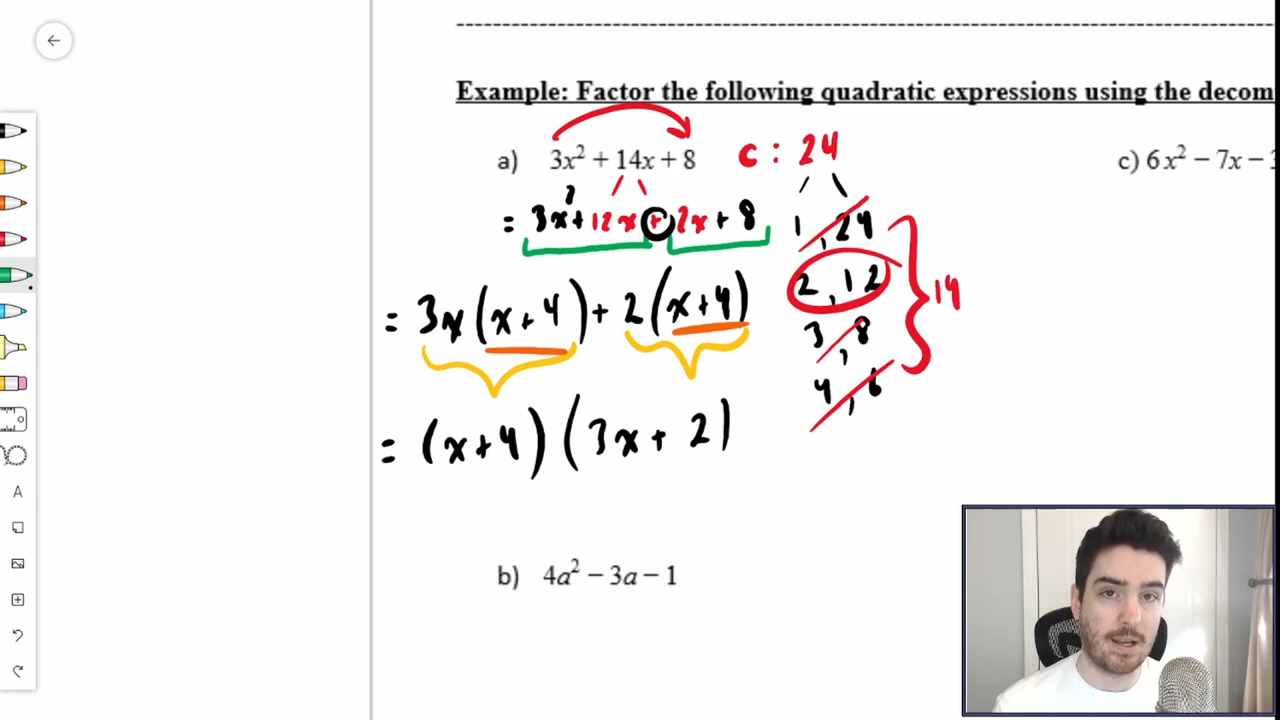 Example: Factor the following quadratic expressions using the decom
a) 3x² + 14x + 8 c : 24
c) 6x² – 7x –
= 3x² + 12x + 2x + 8
1, 24
2, 12
3, 8
4, 6
14
= 3x(x+4) + 2(x+4)
= (x+4)(3x+2)
b) 4a² – 3a – 1
A